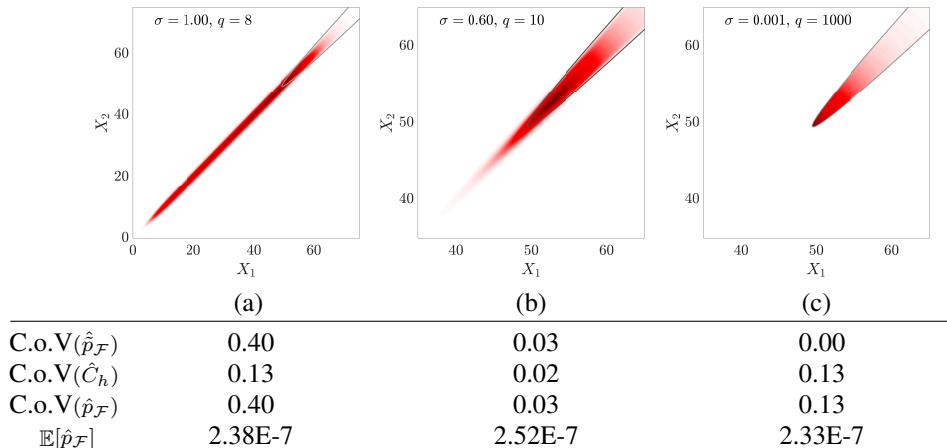 σ = 1.00, q = 8
σ = 0.60, q = 10
σ = 0.001, q = 1000
X₂
60
40
20
0
0
20
40
60
X₁
X₂
60
50
40
40
50
60
X₁
X₂
60
50
40
40
50
60
X₁
(a) (b) (c)
C.o.V(p̃̂_ℱ) 0.40 0.03 0.00
C.o.V(Ĉ_h) 0.13 0.02 0.13
C.o.V(p̂_ℱ) 0.40 0.03 0.13
𝔼[p̂_ℱ] 2.38E-7 2.52E-7 2.33E-7